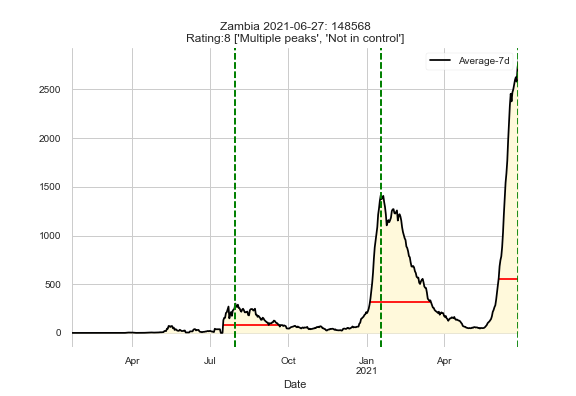 Zambia 2021-06-27: 148568
Rating:8 ['Multiple peaks', 'Not in control']
Average-7d
2500
2000
1500
1000
500
0
Apr
Jul
Oct
Jan
2021
Apr
Date